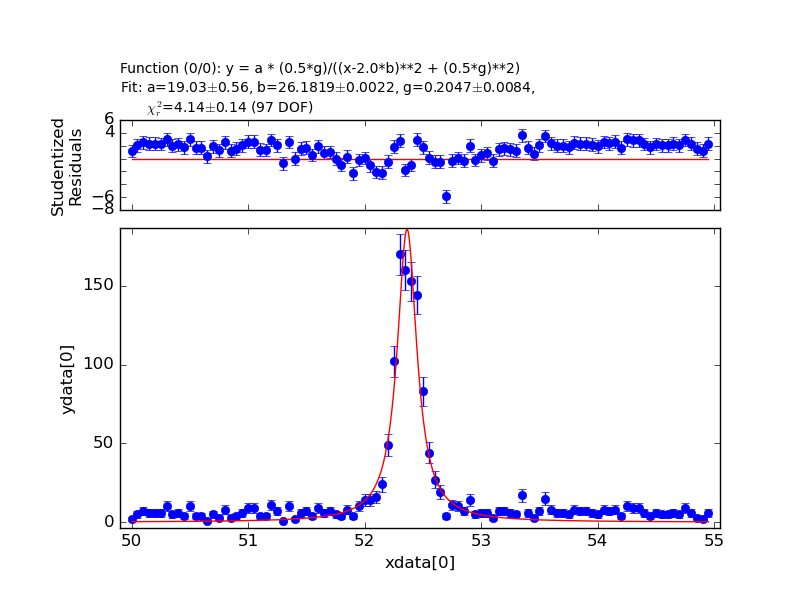 Function (0/0): y = a * (0.5*g)/((x-2.0*b)**2 + (0.5*g)**2)
Fit: a=19.03±0.56, b=26.1819±0.0022, g=0.2047±0.0084,
χ²ᵣ=4.14±0.14 (97 DOF)
Studentized
Residuals
6
4
−6
−8
ydata[0]
150
100
50
0
50 51 52 53 54 55
xdata[0]